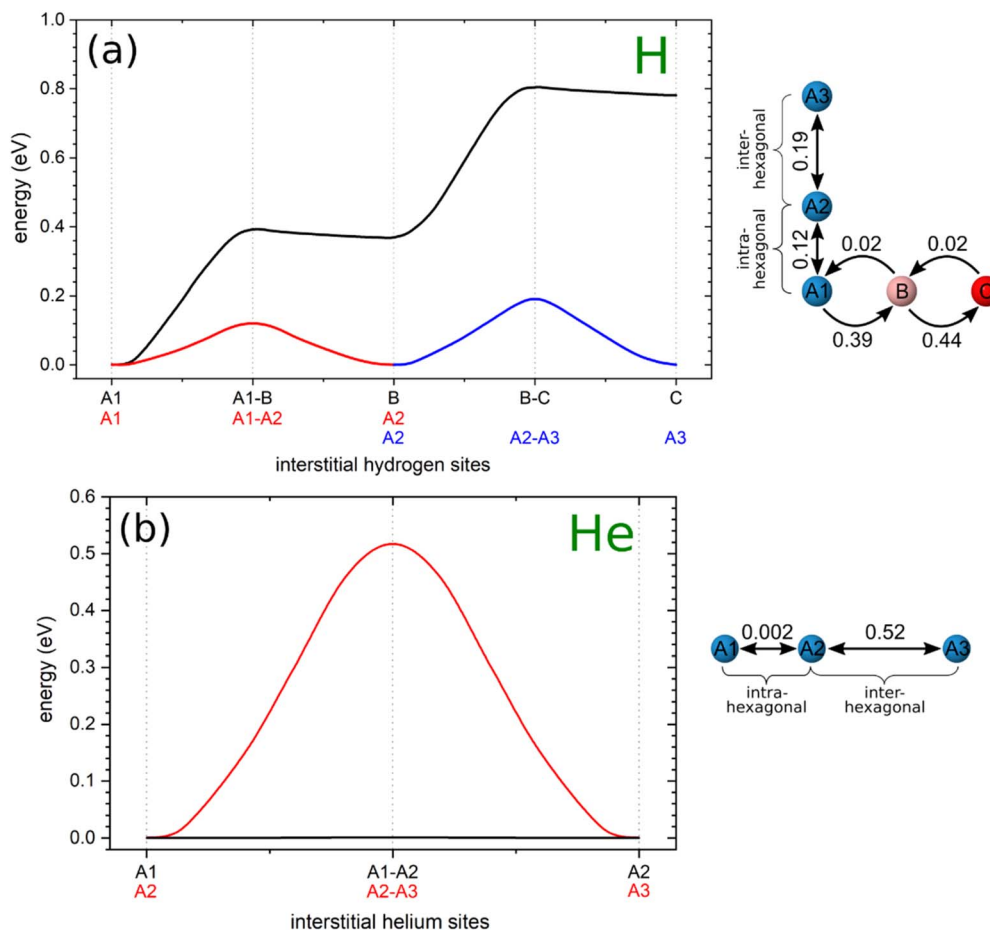 (a)
H
energy (eV)
0.8
0.6
0.4
0.2
0.0
A1 A1-B B B-C C
A1 A1-A2 A2
A2 A2-A3 A3
interstitial hydrogen sites
A3
inter-
hexagonal
0.19
A2
intra-
hexagonal
0.12
0.02 0.02
A1 B C
0.39 0.44
(b)
He
energy (eV)
0.6
0.5
0.4
0.3
0.2
0.1
0.0
A1 A1-A2 A2
A2 A2-A3 A3
interstitial helium sites
0.002 0.52
A1 A2 A3
intra- inter-
hexagonal hexagonal